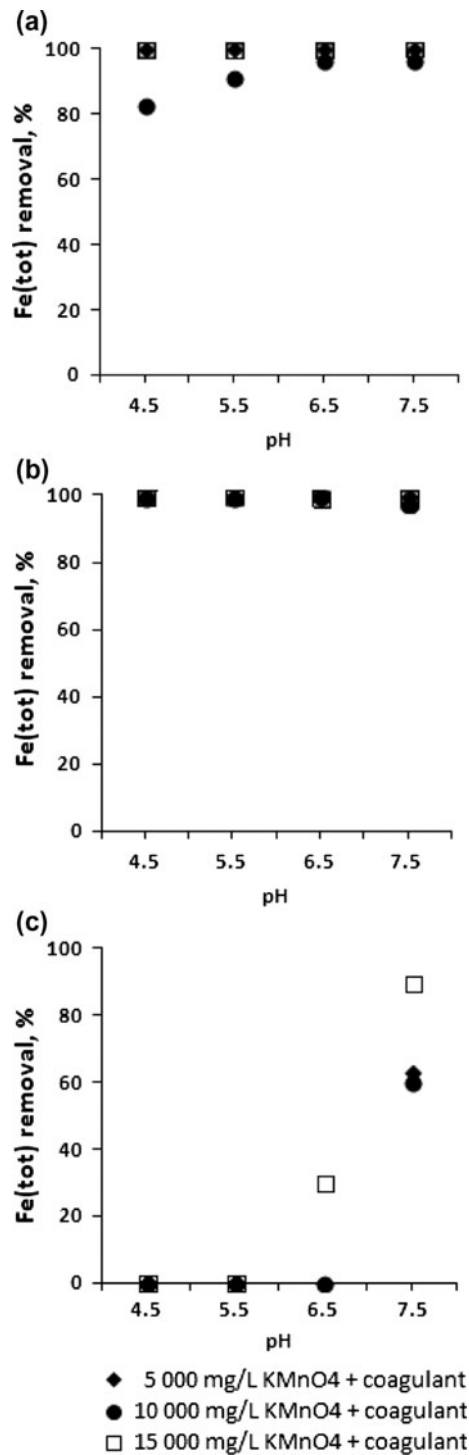 (a)
100
80
60
40
20
0
Fe(tot) removal, %
4.5 5.5 6.5 7.5
pH
(b)
100
80
60
40
20
0
Fe(tot) removal, %
4.5 5.5 6.5 7.5
pH
(c)
100
80
60
40
20
0
Fe(tot) removal, %
4.5 5.5 6.5 7.5
pH
5 000 mg/L KMnO4 + coagulant
10 000 mg/L KMnO4 + coagulant
15 000 mg/L KMnO4 + coagulant